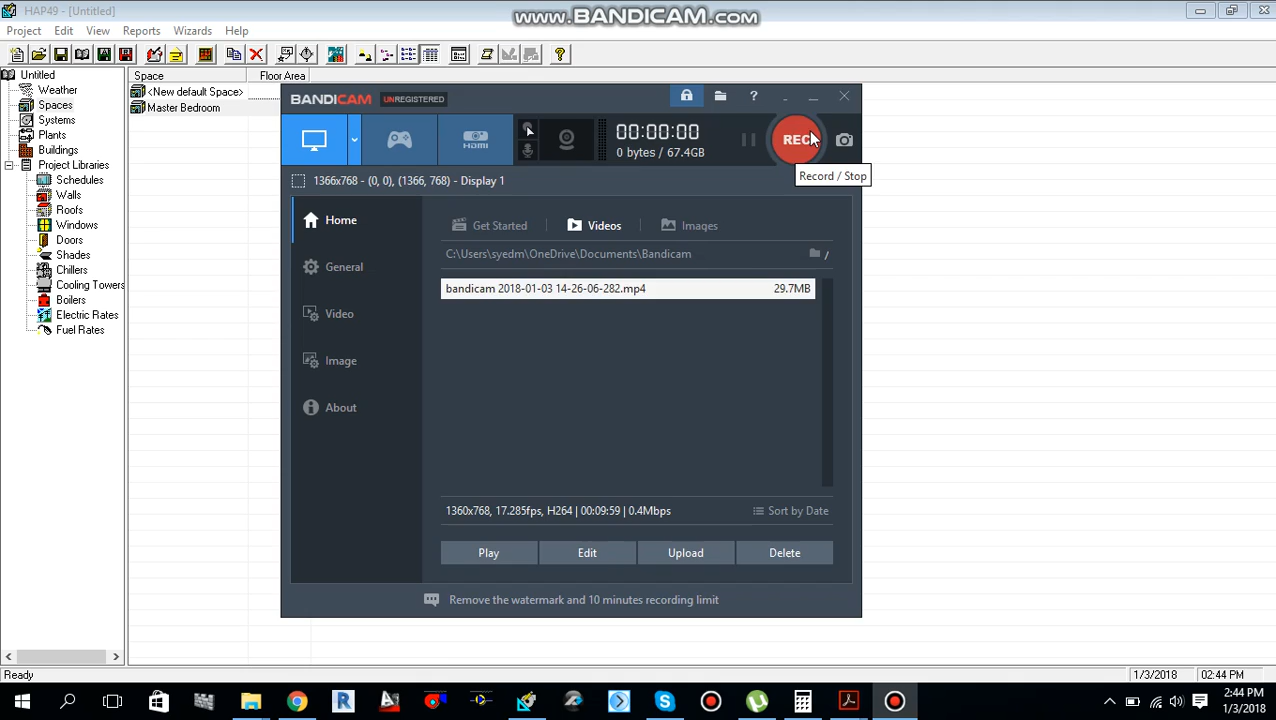 HAP49 - [Untitled]
www.BANDICAM.com
Project Edit View Reports Wizards Help
Untitled
Weather
Spaces
Systems
Plants
Buildings
Project Libraries
Schedules
Walls
Roofs
Windows
Doors
Shades
Chillers
Cooling Towers
Boilers
Electric Rates
Fuel Rates
Space Floor Area
<New default Space>
Master Bedroom
BANDICAM UNREGISTERED
?
HDMI
00:00:00
0 bytes / 67.4GB
REC
Record / Stop
1366x768 - (0, 0), (1366, 768) - Display 1
Home
General
Video
Image
About
Get Started Videos Images
C:\Users\syedm\OneDrive\Documents\Bandicam
/
bandicam 2018-01-03 14-26-06-282.mp4 29.7MB
1360x768, 17.285fps, H264 | 00:09:59 | 0.4Mbps Sort by Date
Play Edit Upload Delete
Remove the watermark and 10 minutes recording limit
Ready 1/3/2018 02:44 PM
2:44 PM
1/3/2018